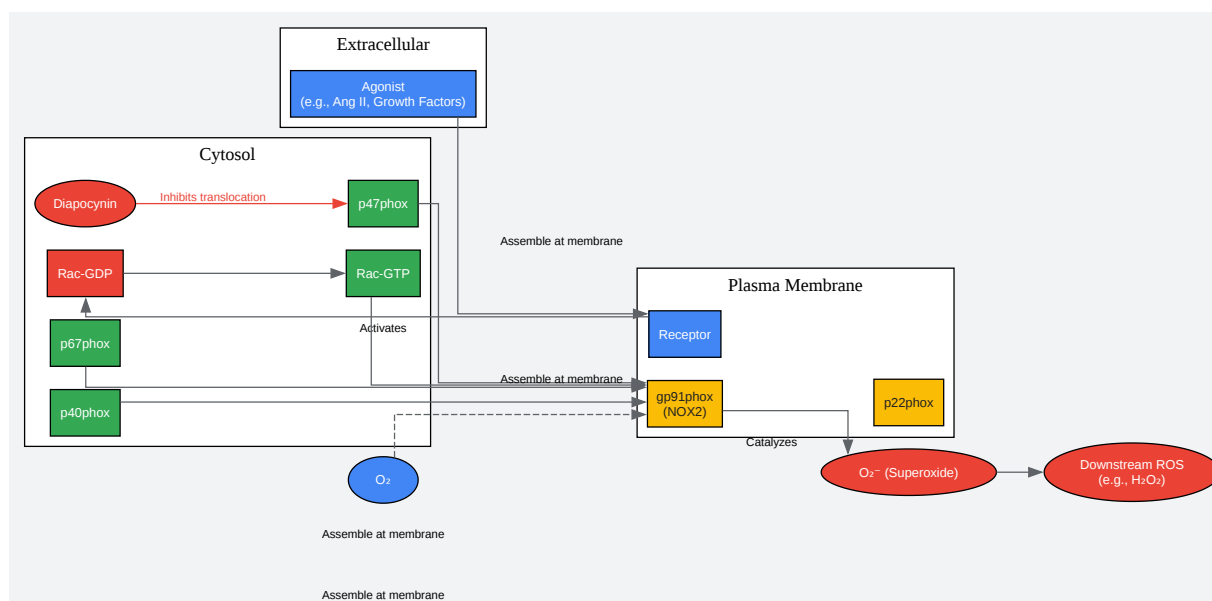 Extracellular
Agonist
(e.g., Ang II, Growth Factors)
Cytosol
Diapocynin
Inhibits translocation
p47phox
Assemble at membrane
Rac-GDP
Rac-GTP
Plasma Membrane
Activates
Receptor
p67phox
Assemble at membrane
gp91phox
(NOX2)
p22phox
p40phox
Catalyzes
O₂
O₂⁻ (Superoxide)
Downstream ROS
(e.g., H₂O₂)
Assemble at membrane
Assemble at membrane